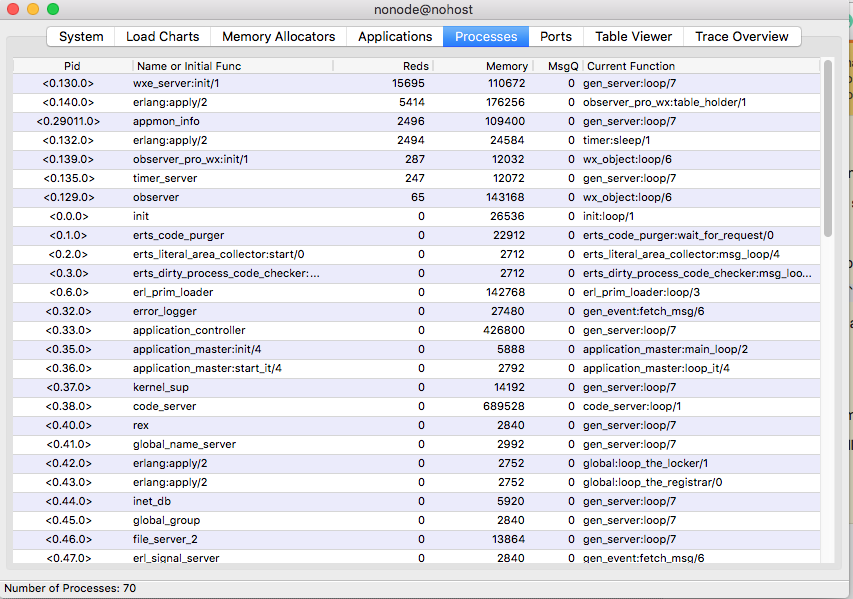 nonode@nohost
System Load Charts Memory Allocators Applications Processes Ports Table Viewer Trace Overview
Pid Name or Initial Func Reds Memory MsgQ Current Function
<0.130.0> wxe_server:init/1 15695 110672 0 gen_server:loop/7
<0.140.0> erlang:apply/2 5414 176256 0 observer_pro_wx:table_holder/1
<0.29011.0> appmon_info 2496 109400 0 gen_server:loop/7
<0.132.0> erlang:apply/2 2494 24584 0 timer:sleep/1
<0.139.0> observer_pro_wx:init/1 287 12032 0 wx_object:loop/6
<0.135.0> timer_server 247 12072 0 gen_server:loop/7
<0.129.0> observer 65 143168 0 wx_object:loop/6
<0.0.0> init 0 26536 0 init:loop/1
<0.1.0> erts_code_purger 0 22912 0 erts_code_purger:wait_for_request/0
<0.2.0> erts_literal_area_collector:start/0 0 2712 0 erts_literal_area_collector:msg_loop/4
<0.3.0> erts_dirty_process_code_checker:... 0 2712 0 erts_dirty_process_code_checker:msg_loo...
<0.6.0> erl_prim_loader 0 142768 0 erl_prim_loader:loop/3
<0.32.0> error_logger 0 27480 0 gen_event:fetch_msg/6
<0.33.0> application_controller 0 426800 0 gen_server:loop/7
<0.35.0> application_master:init/4 0 5888 0 application_master:main_loop/2
<0.36.0> application_master:start_it/4 0 2792 0 application_master:loop_it/4
<0.37.0> kernel_sup 0 14192 0 gen_server:loop/7
<0.38.0> code_server 0 689528 0 code_server:loop/1
<0.40.0> rex 0 2840 0 gen_server:loop/7
<0.41.0> global_name_server 0 2992 0 gen_server:loop/7
<0.42.0> erlang:apply/2 0 2752 0 global:loop_the_locker/1
<0.43.0> erlang:apply/2 0 2752 0 global:loop_the_registrar/0
<0.44.0> inet_db 0 5920 0 gen_server:loop/7
<0.45.0> global_group 0 2840 0 gen_server:loop/7
<0.46.0> file_server_2 0 13864 0 gen_server:loop/7
<0.47.0> erl_signal_server 0 2840 0 gen_event:fetch_msg/6
Number of Processes: 70